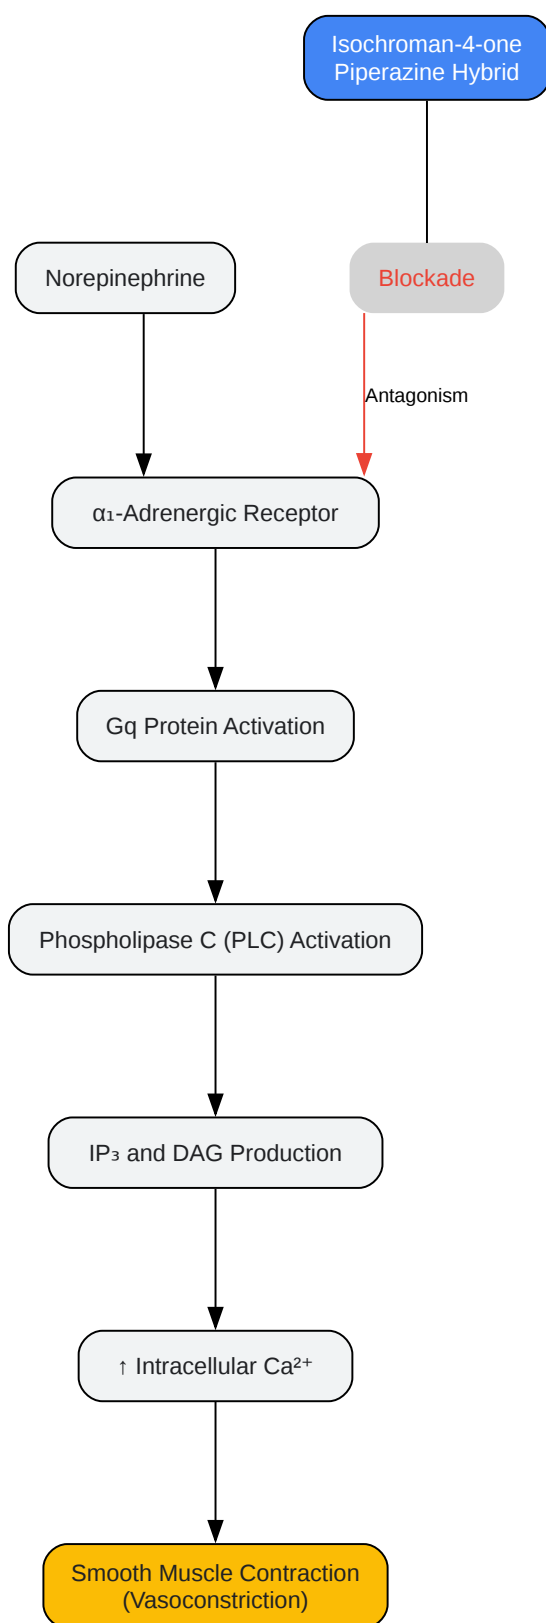 Isochroman-4-one
Piperazine Hybrid
Norepinephrine
Blockade
Antagonism
α₁-Adrenergic Receptor
Gq Protein Activation
Phospholipase C (PLC) Activation
IP₃ and DAG Production
↑ Intracellular Ca²⁺
Smooth Muscle Contraction
(Vasoconstriction)